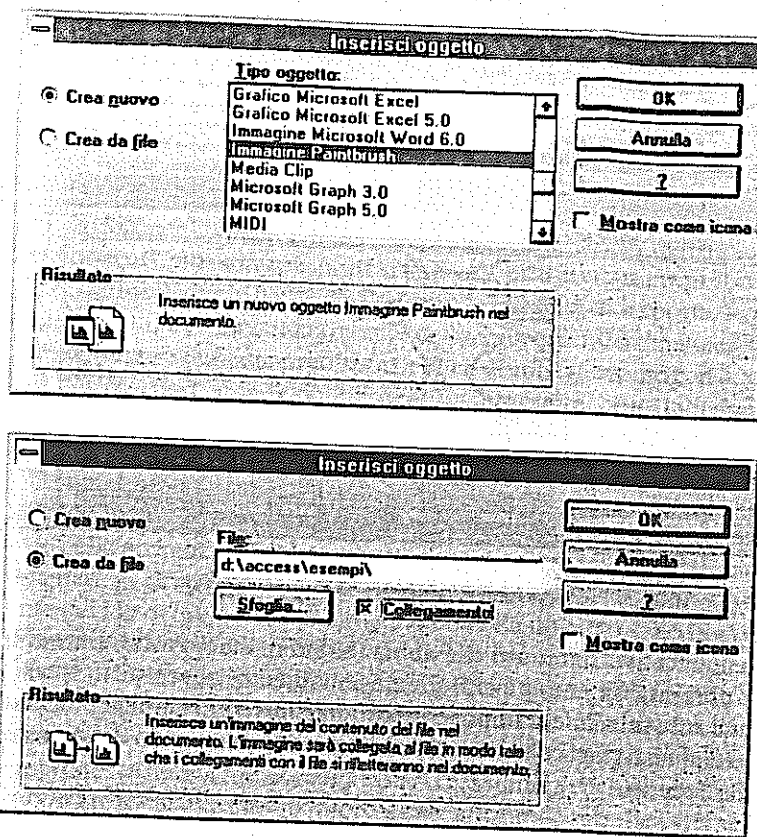 Inserisci oggetto
Tipo oggetto:
Crea nuovo
Crea da file
Grafico Microsoft Excel
Grafico Microsoft Excel 5.0
Immagine Microsoft Word 6.0
Immagine Paintbrush
Media Clip
Microsoft Graph 3.0
Microsoft Graph 5.0
MIDI
OK
Annulla
?
Mostra come icona
Risultato
Inserisce un nuovo oggetto Immagine Paintbrush nel
documento.
Inserisci oggetto
Crea nuovo
Crea da file
File:
d:\access\esempi\
Sfoglia...
Collegamento
OK
Annulla
?
Mostra come icona
Risultato
Inserisce un'immagine del contenuto del file nel
documento. L'immagine sarà collegata al file in modo tale
che i collegamenti con il file si rifletteranno nel documento.